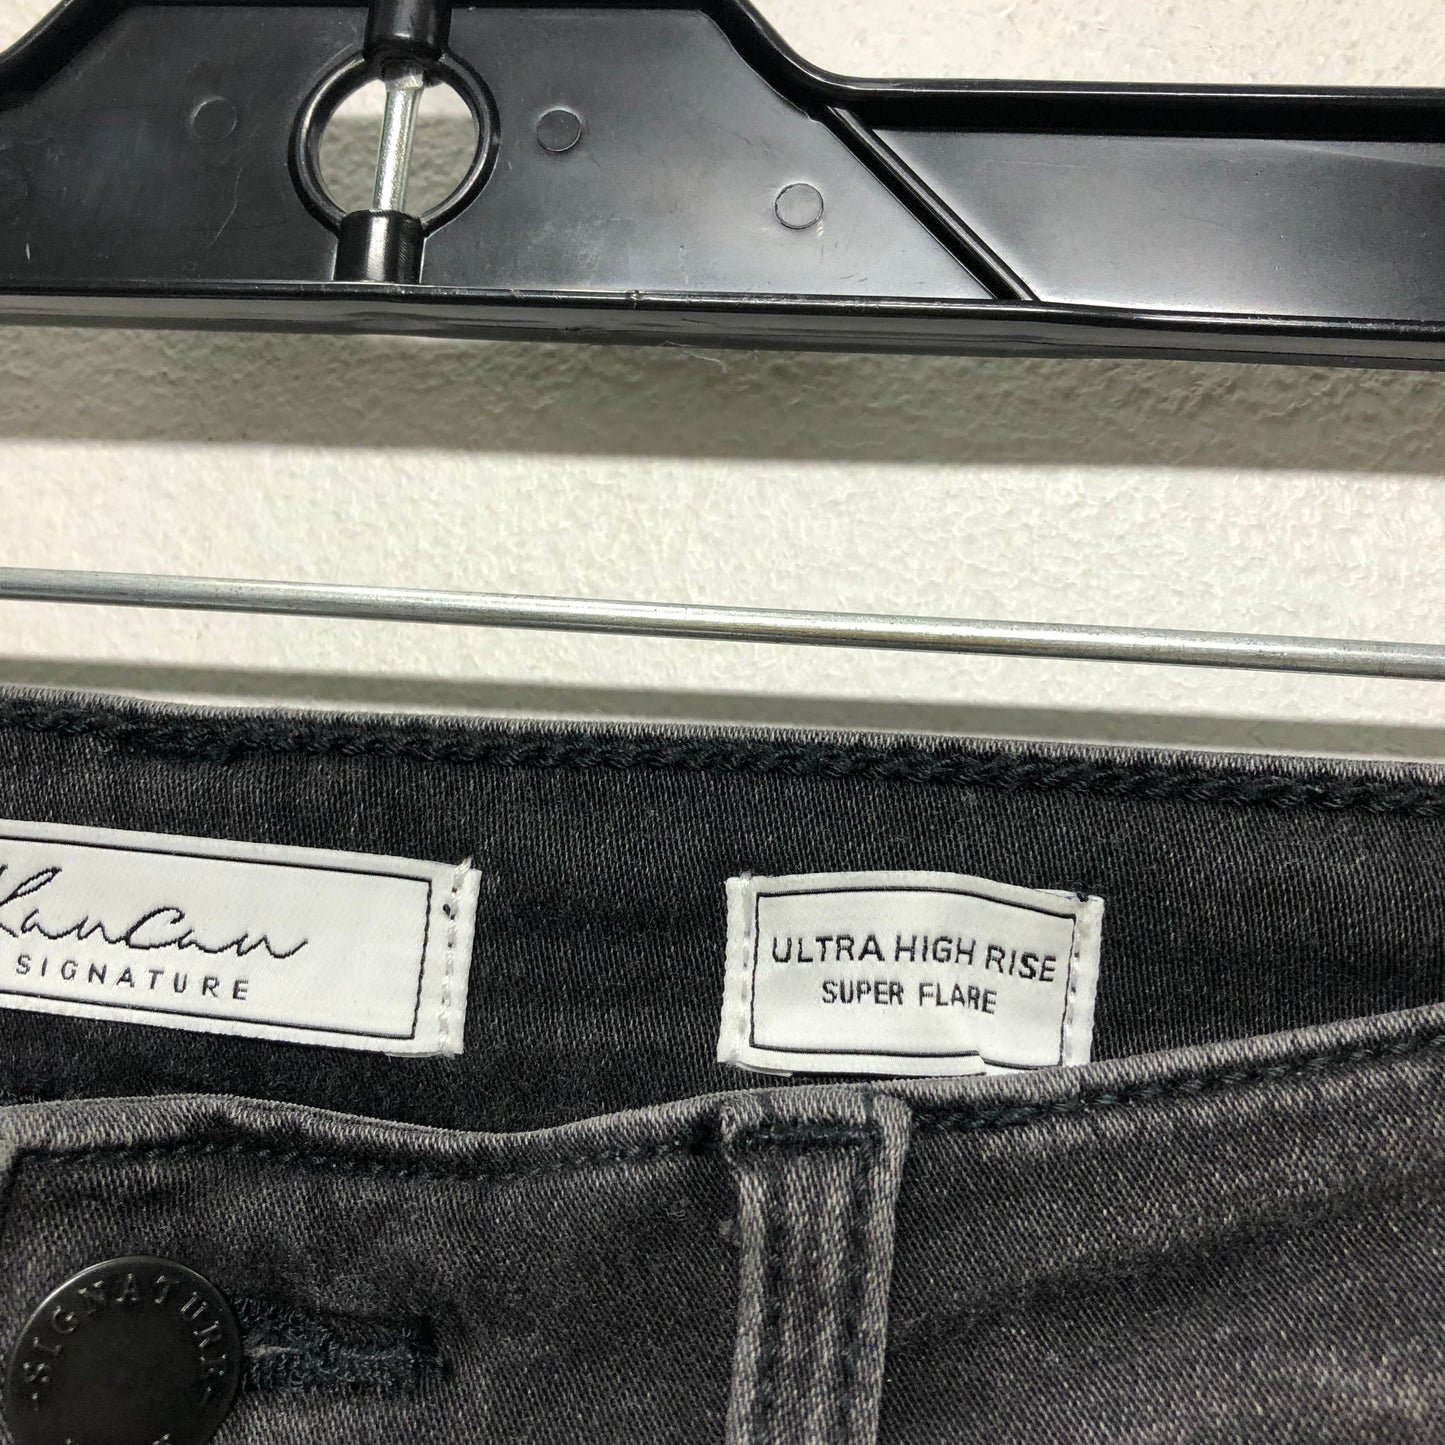 KanCan
SIGNATURE
ULTRA HIGH RISE
SUPER FLARE
SIGNATURE